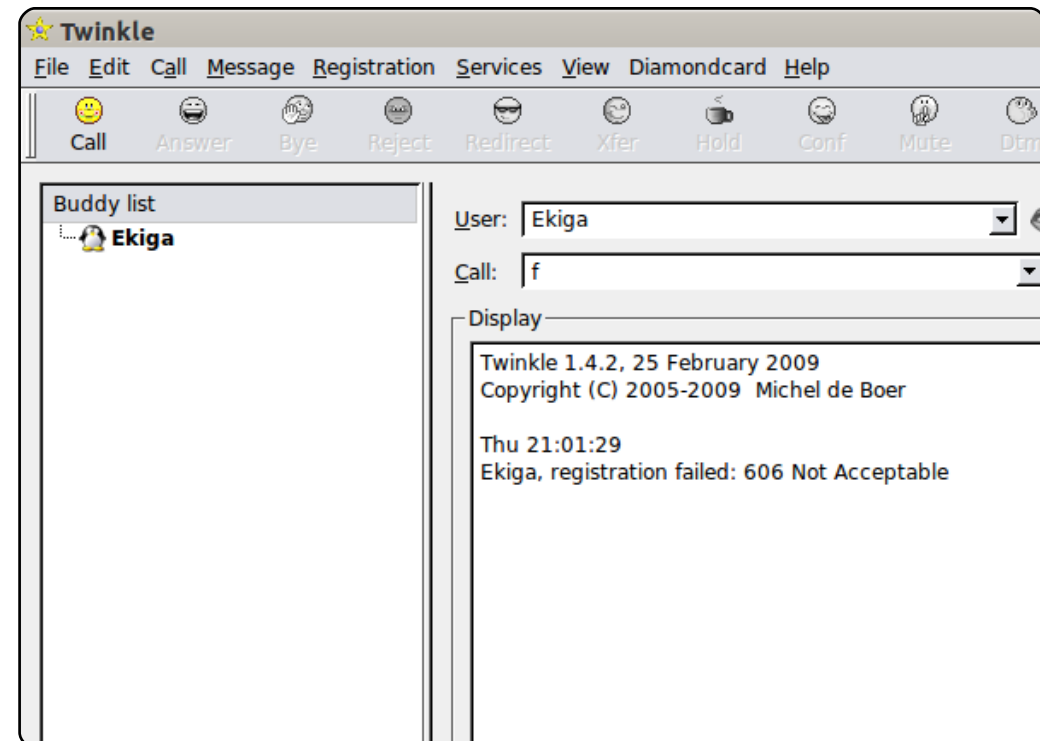 Twinkle
File Edit Call Message Registration Services View Diamondcard Help
Call Answer Bye Reject Redirect Xfer Hold Conf Mute Dtm
Buddy list
Ekiga
User: Ekiga
Call: f
Display
Twinkle 1.4.2, 25 February 2009
Copyright (C) 2005-2009 Michel de Boer
Thu 21:01:29
Ekiga, registration failed: 606 Not Acceptable